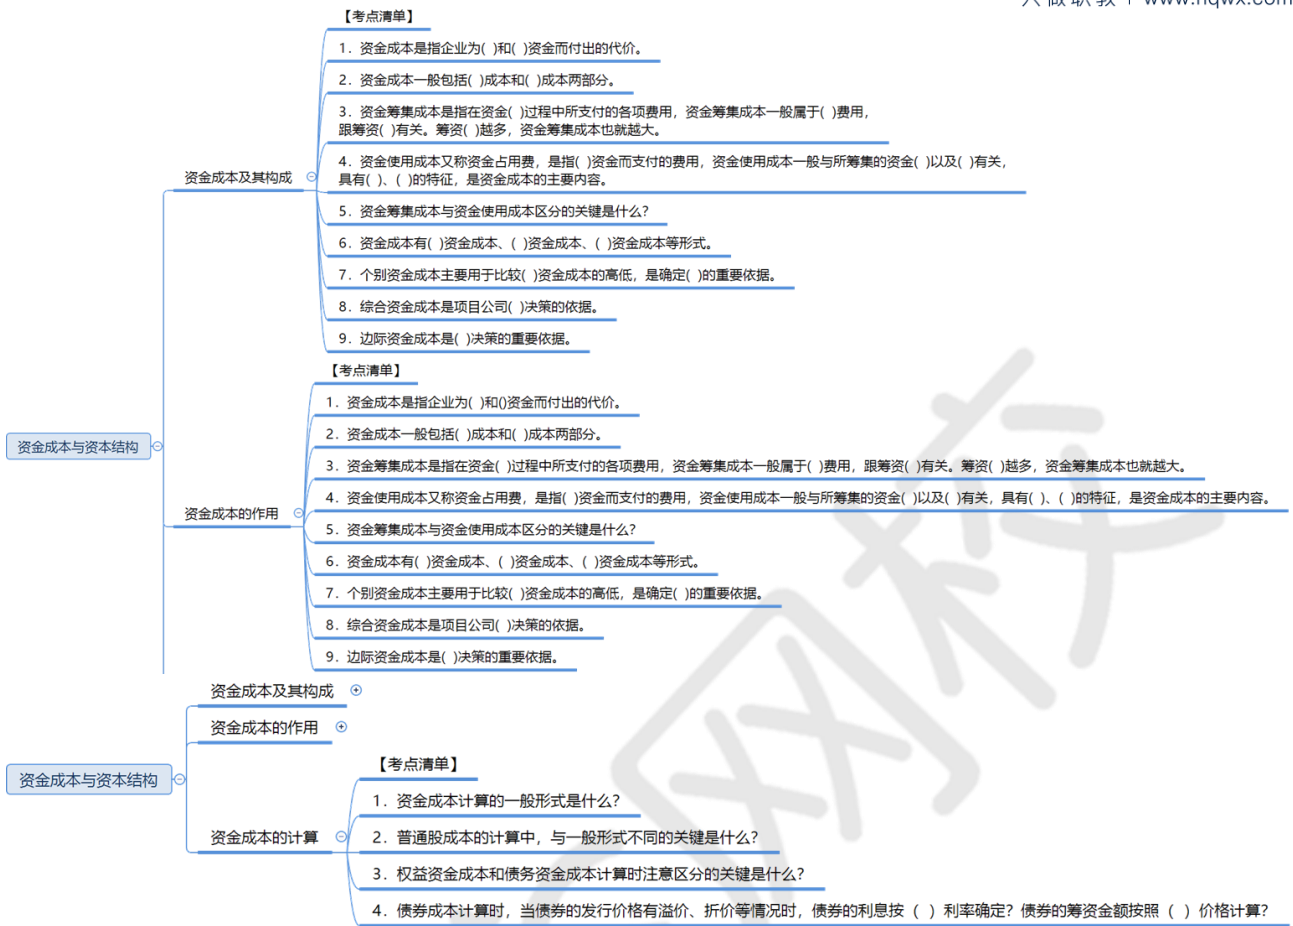 www.hqwx.com
【考点清单】
1. 资金成本是指企业为( )和( )资金而付出的代价。
2. 资金成本一般包括( )成本和( )成本两部分。
3. 资金筹集成本是指在资金( )过程中所支付的各项费用，资金筹集成本一般属于( )费用，
跟筹资( )有关。筹资( )越多，资金筹集成本也就越大。
4. 资金使用成本又称资金占用费，是指( )资金而支付的费用，资金使用成本一般与所筹集的资金( )以及( )有关，
具有( )、( )的特征，是资金成本的主要内容。
资金成本及其构成
5. 资金筹集成本与资金使用成本区分的关键是什么?
6. 资金成本有( )资金成本、( )资金成本、( )资金成本等形式。
7. 个别资金成本主要用于比较( )资金成本的高低，是确定( )的重要依据。
8. 综合资金成本是项目公司( )决策的依据。
9. 边际资金成本是( )决策的重要依据。
【考点清单】
1. 资金成本是指企业为( )和()资金而付出的代价。
2. 资金成本一般包括( )成本和( )成本两部分。
资金成本与资本结构
3. 资金筹集成本是指在资金( )过程中所支付的各项费用，资金筹集成本一般属于( )费用，跟筹资( )有关。筹资( )越多，资金筹集成本也就越大。
4. 资金使用成本又称资金占用费，是指( )资金而支付的费用，资金使用成本一般与所筹集的资金( )以及( )有关，具有( )、( )的特征，是资金成本的主要内容。
资金成本的作用
5. 资金筹集成本与资金使用成本区分的关键是什么?
6. 资金成本有( )资金成本、( )资金成本、( )资金成本等形式。
7. 个别资金成本主要用于比较( )资金成本的高低，是确定( )的重要依据。
8. 综合资金成本是项目公司( )决策的依据。
9. 边际资金成本是( )决策的重要依据。
资金成本及其构成
资金成本的作用
资金成本与资本结构
【考点清单】
1. 资金成本计算的一般形式是什么?
资金成本的计算
2. 普通股成本的计算中，与一般形式不同的关键是什么?
3. 权益资金成本和债务资金成本计算时注意区分的关键是什么?
4. 债券成本计算时，当债券的发行价格有溢价、折价等情况时，债券的利息按（ ）利率确定? 债券的筹资金额按照（ ）价格计算?
网校